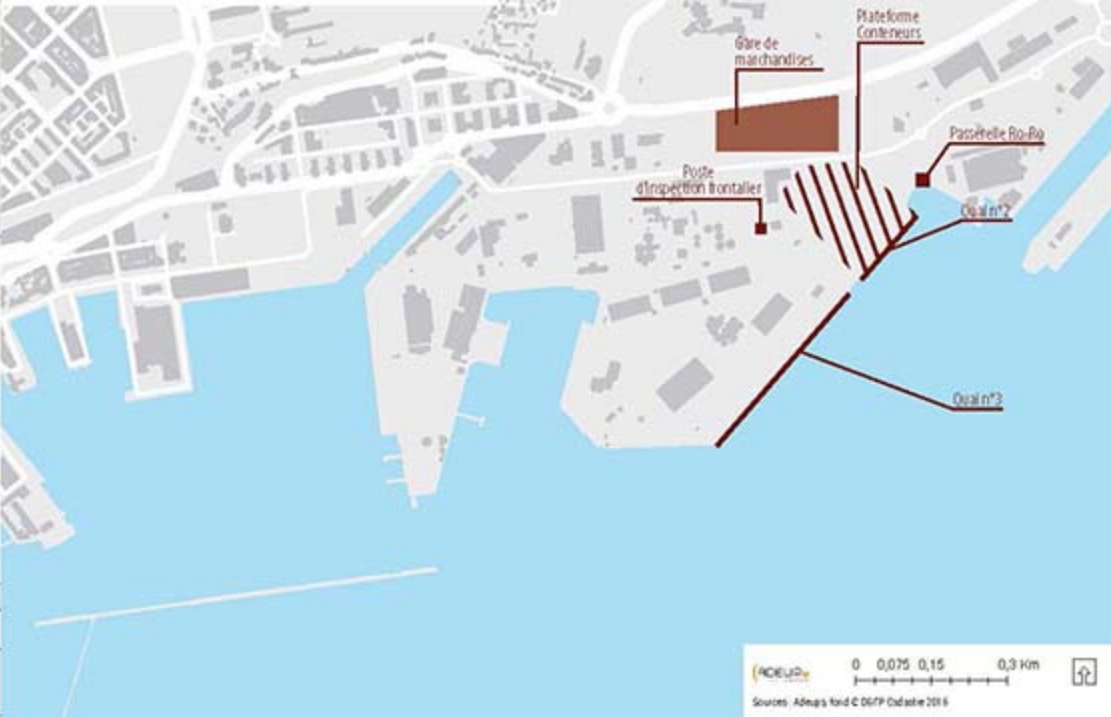 Plateforme
Conteneurs
Gare de
marchandises
Passerelle Ro-Ro
Poste
d'Inspection frontalier
Quai n°2
Quai n°3
ADEUPa
0 0,075 0,15 0,3 Km
Sources : Adeupa, fond © DGFIP Cadastre 2016